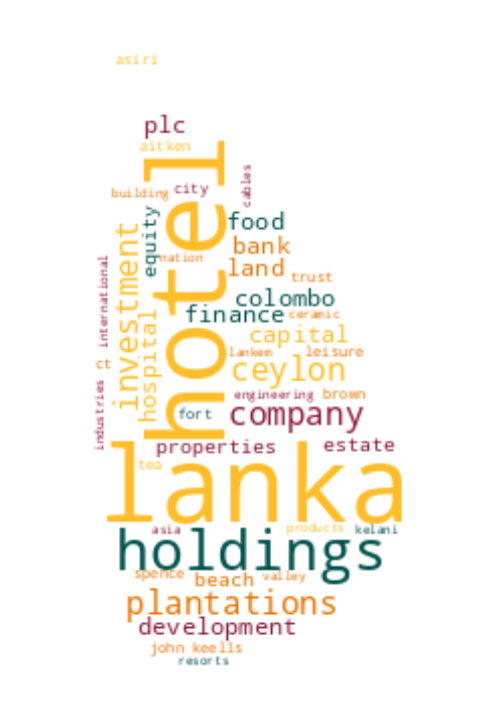 asiri
plc
aitken
building
city
cables
hotel
equity
food
investment
bank
nation
land
international
trust
colombo
hospital
finance
ceramic
capital
lankem
leisure
ct
ceylon
industries
engineering
brown
fort
company
properties
estate
tea
lanka
asia
products
kelani
holdings
spence
beach
valley
plantations
development
john keells
resorts